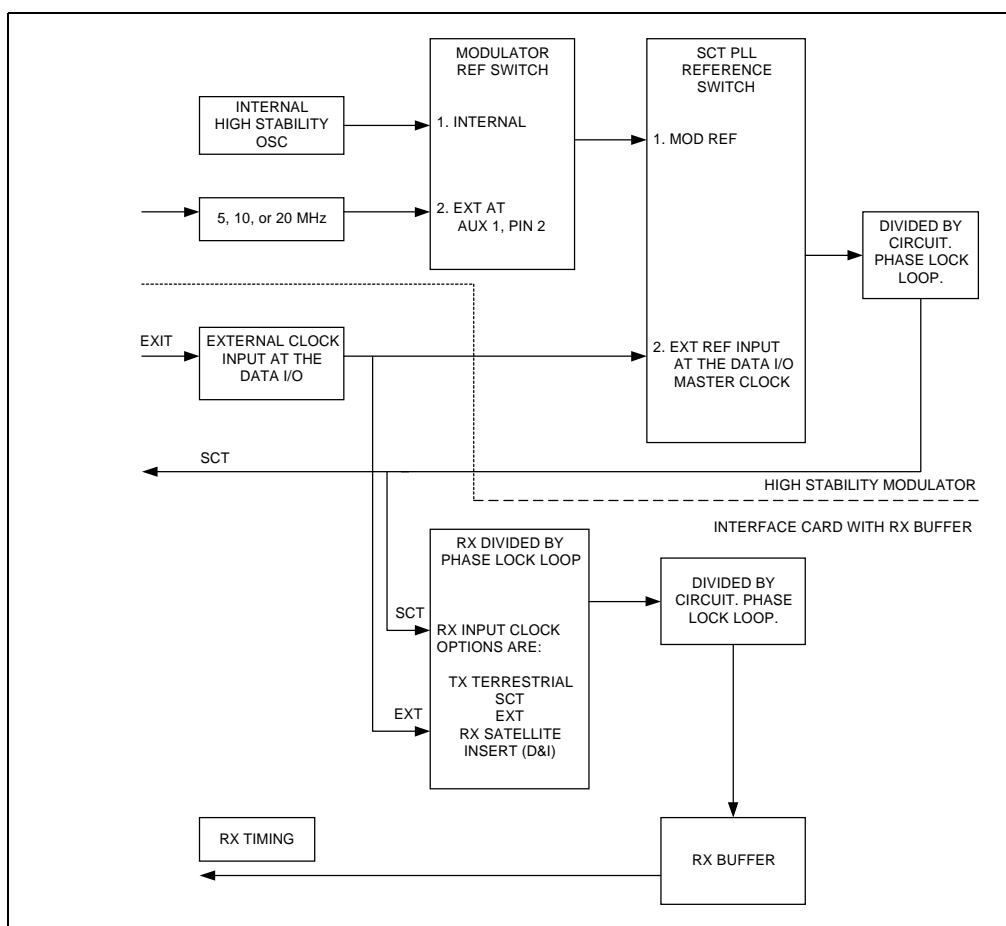 MODULATOR
REF SWITCH
SCT PLL
REFERENCE
SWITCH
INTERNAL
HIGH STABILITY
OSC
1. INTERNAL
1. MOD REF
5, 10, or 20 MHz
2. EXT AT
AUX 1, PIN 2
DIVIDED BY
CIRCUIT.
PHASE LOCK
LOOP.
EXIT
EXTERNAL CLOCK
INPUT AT THE
DATA I/O
2. EXT REF INPUT
AT THE DATA I/O
MASTER CLOCK
SCT
HIGH STABILITY MODULATOR
INTERFACE CARD WITH RX BUFFER
RX DIVIDED BY
PHASE LOCK LOOP
DIVIDED BY
CIRCUIT. PHASE
LOCK LOOP.
SCT
RX INPUT CLOCK
OPTIONS ARE:
TX TERRESTRIAL
SCT
EXT
RX SATELLITE
INSERT (D&I)
EXT
RX TIMING
RX BUFFER